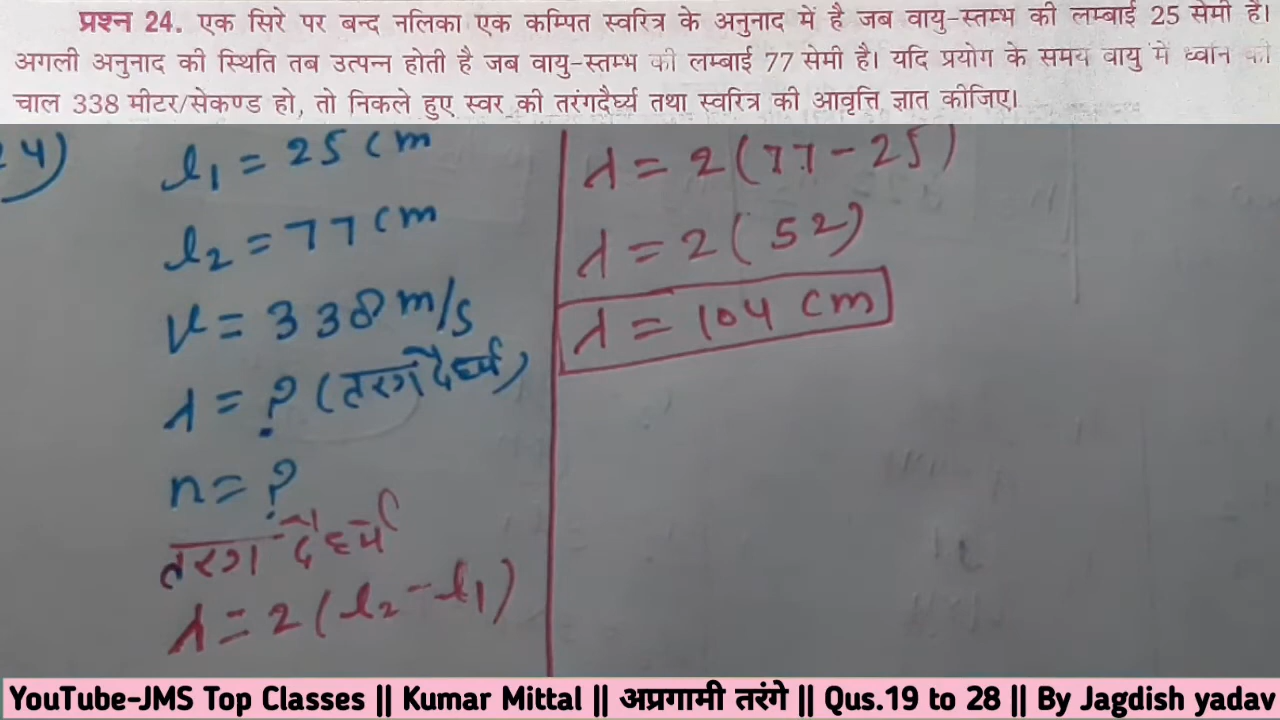 प्रश्न 24. एक सिरे पर बन्द नलिका एक कम्पित स्वरित्र के अनुनाद में है जब वायु-स्तम्भ की लम्बाई 25 सेमी है।
अगली अनुनाद की स्थिति तब उत्पन्न होती है जब वायु-स्तम्भ की लम्बाई 77 सेमी है। यदि प्रयोग के समय वायु में ध्वनि की
चाल 338 मीटर/सेकण्ड हो, तो निकले हुए स्वर की तरंगदैर्घ्य तथा स्वरित्र की आवृत्ति ज्ञात कीजिए।
24)
l₁ = 25 cm
l₂ = 77 cm
v = 338 m/s
λ = ? (तरगदैर्घ्य)
n = ?
तरगदैर्घ्य
λ = 2(l₂ - l₁)
λ = 2(77 - 25)
λ = 2(52)
λ = 104 cm
YouTube-JMS Top Classes || Kumar Mittal || अप्रगामी तरंगे || Qus.19 to 28 || By Jagdish yadav